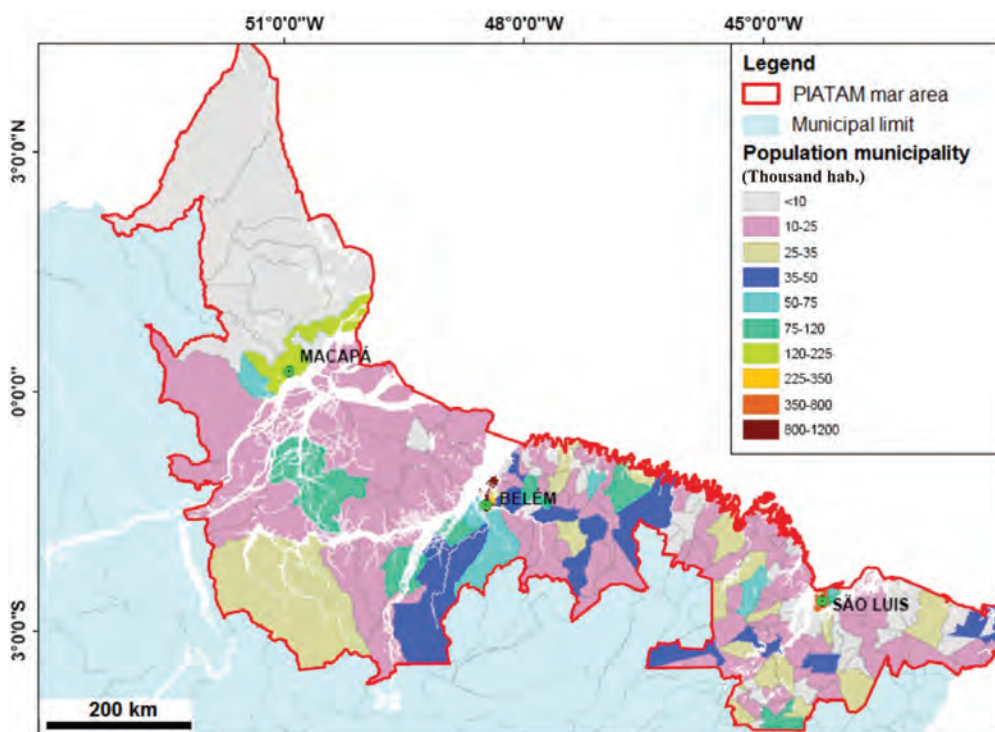 51°0'0"W 48°0'0"W 45°0'0"W
3°0'0"N
0°0'0"
3°0'0"S
Legend
PIATAM mar area
Municipal limit
Population municipality
(Thousand hab.)
<10
10-25
25-35
35-50
50-75
75-120
120-225
225-350
350-800
800-1200
MACAPÁ
BELÉM
SÃO LUIS
200 km